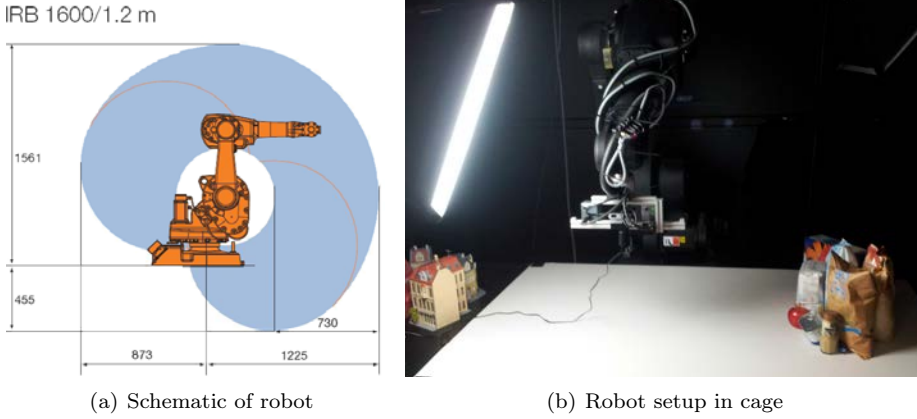 IRB 1600/1.2 m
1561
455
730
873
1225
(a) Schematic of robot
(b) Robot setup in cage